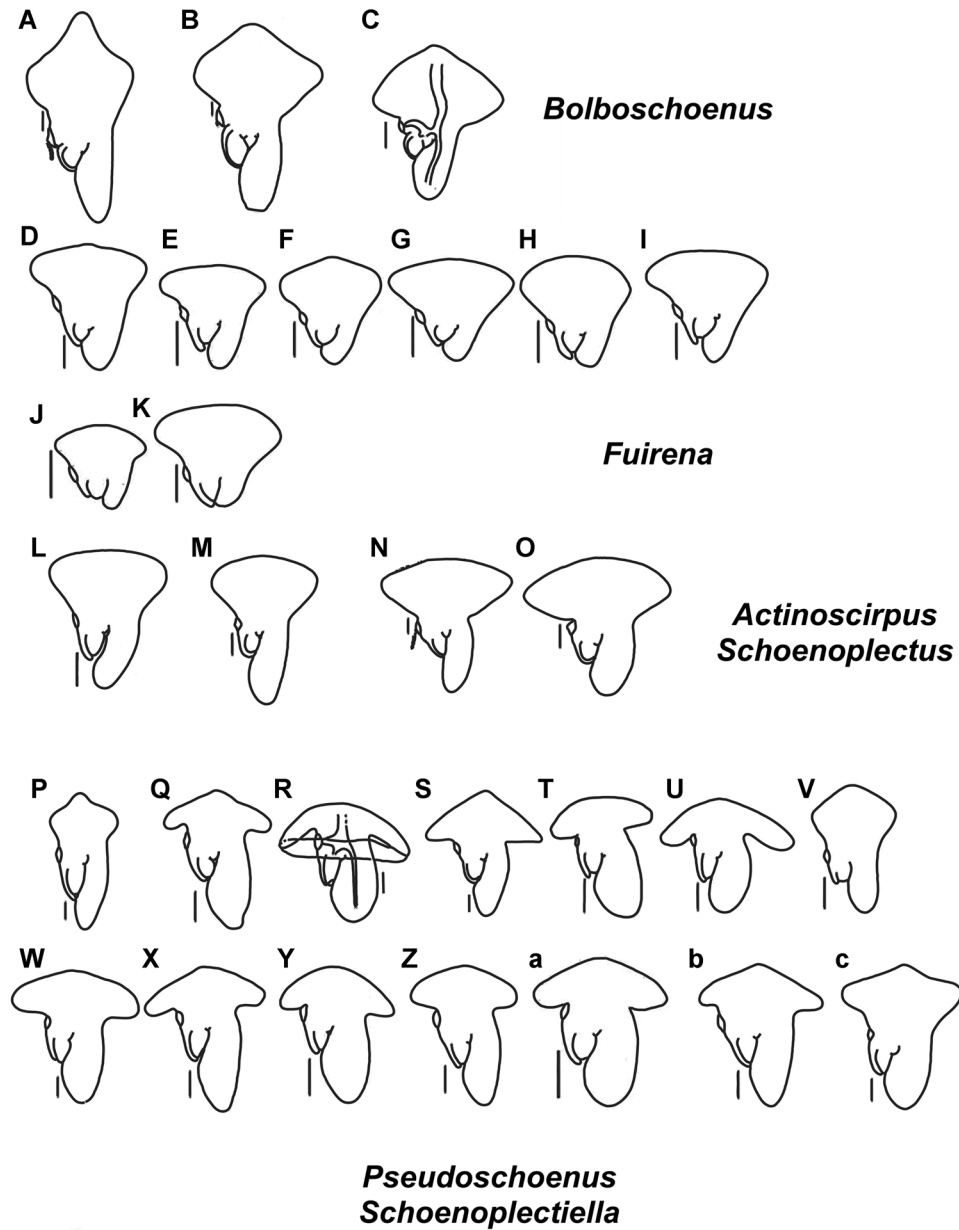 A B C
Bolboschoenus
D E F G H I
J K
Fuirena
L M N O
Actinoscirpus
Schoenoplectus
P Q R S T U V
W X Y Z a b c
Pseudoschoenus
Schoenoplectiella